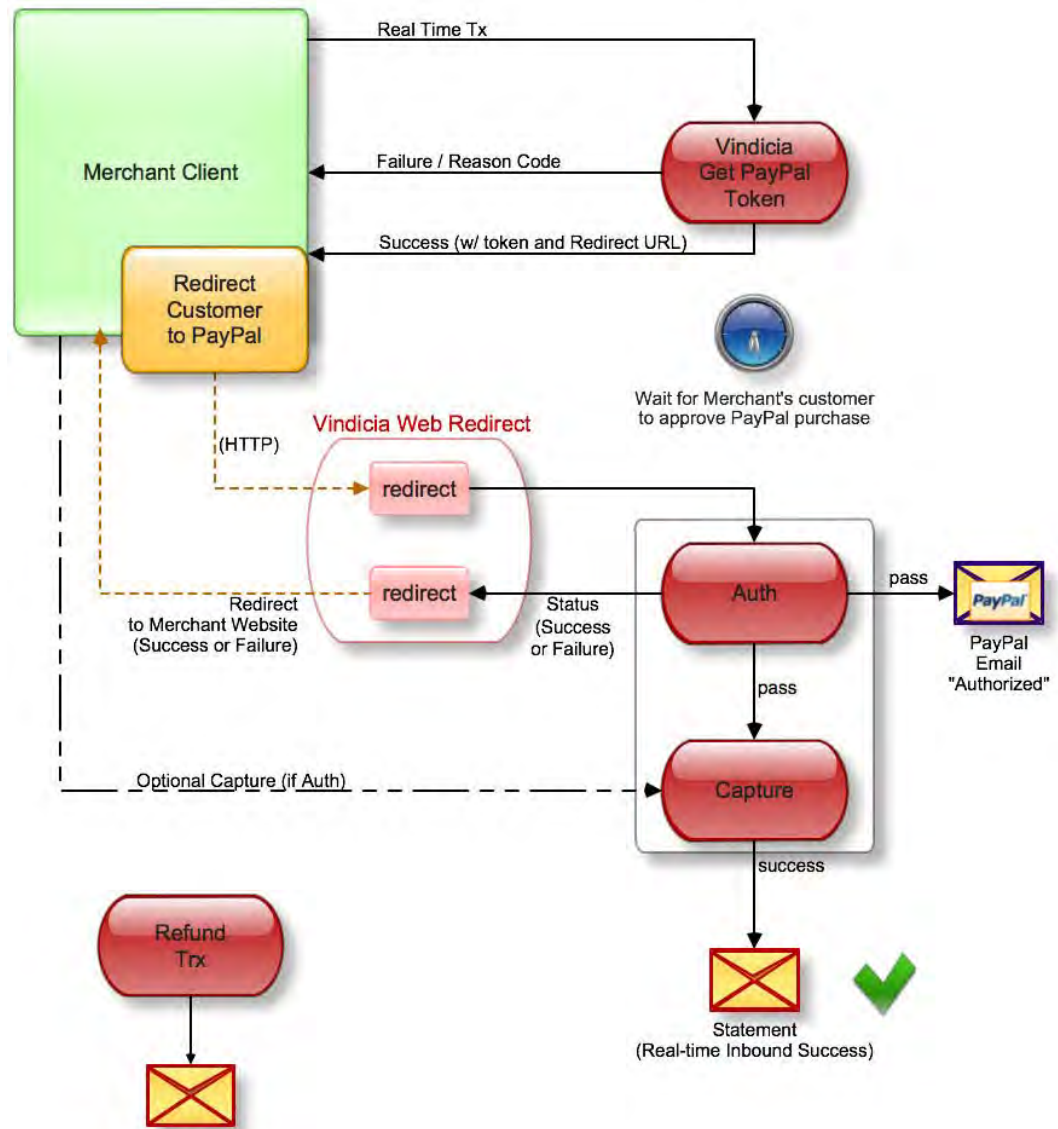 Real Time Tx
Merchant Client
Failure / Reason Code
Vindicia
Get PayPal
Token
Success (w/ token and Redirect URL)
Redirect
Customer
to PayPal
Wait for Merchant's customer
to approve PayPal purchase
Vindicia Web Redirect
(HTTP)
redirect
redirect
Redirect
to Merchant Website
(Success or Failure)
Status
(Success
or Failure)
Auth
pass
PayPal
PayPal
Email
"Authorized"
pass
Optional Capture (if Auth)
Capture
success
Refund
Trx
Statement
(Real-time Inbound Success)